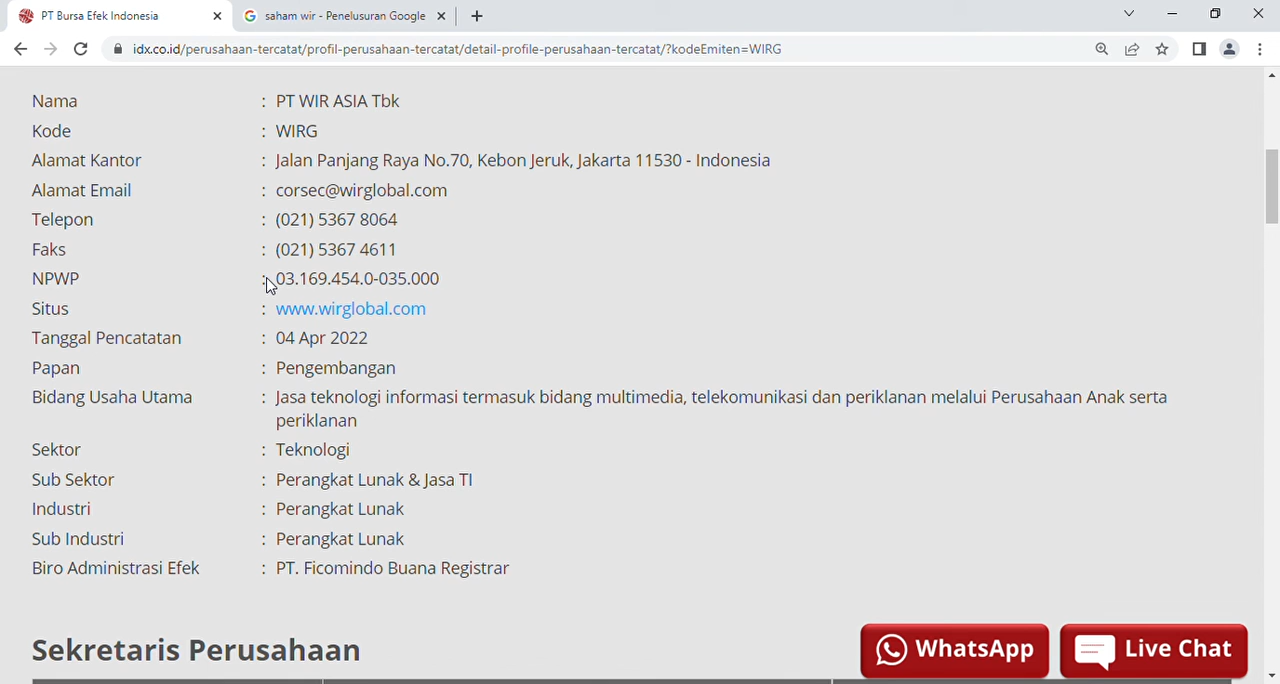 PT Bursa Efek Indonesia
saham wir - Penelusuran Google
idx.co.id/perusahaan-tercatat/profil-perusahaan-tercatat/detail-profile-perusahaan-tercatat/?kodeEmiten=WIRG
Nama : PT WIR ASIA Tbk
Kode : WIRG
Alamat Kantor : Jalan Panjang Raya No.70, Kebon Jeruk, Jakarta 11530 - Indonesia
Alamat Email : corsec@wirglobal.com
Telepon : (021) 5367 8064
Faks : (021) 5367 4611
NPWP : 03.169.454.0-035.000
Situs : www.wirglobal.com
Tanggal Pencatatan : 04 Apr 2022
Papan : Pengembangan
Bidang Usaha Utama : Jasa teknologi informasi termasuk bidang multimedia, telekomunikasi dan periklanan melalui Perusahaan Anak serta
periklanan
Sektor : Teknologi
Sub Sektor : Perangkat Lunak & Jasa TI
Industri : Perangkat Lunak
Sub Industri : Perangkat Lunak
Biro Administrasi Efek : PT. Ficomindo Buana Registrar
Sekretaris Perusahaan
WhatsApp
Live Chat